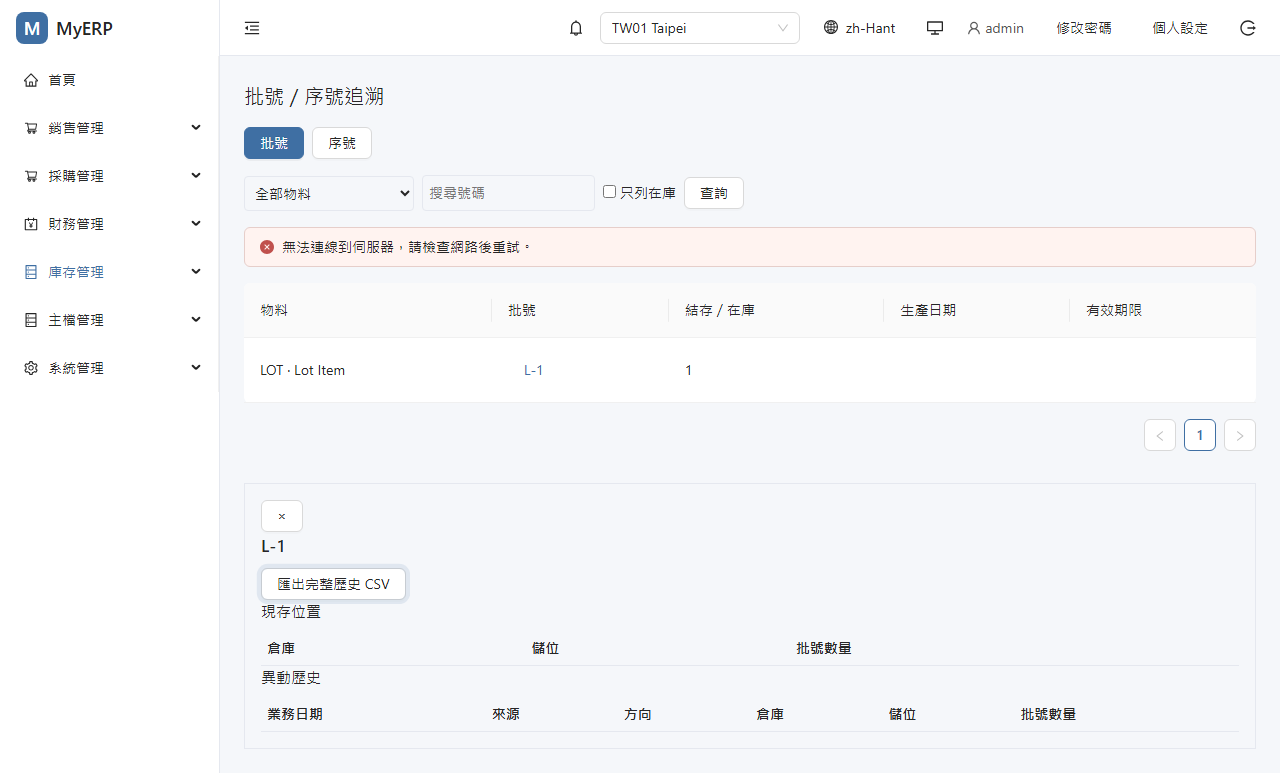 M MyERP
TW01 Taipei
zh-Hant
admin
修改密碼
個人設定
首頁
銷售管理
採購管理
財務管理
庫存管理
主檔管理
系統管理
批號 / 序號追溯
批號 序號
全部物料 搜尋號碼 只列在庫 查詢
無法連線到伺服器，請檢查網路後重試。
物料 批號 結存 / 在庫 生產日期 有效期限
LOT · Lot Item L-1 1
< 1 >
×
L-1
匯出完整歷史 CSV
現存位置
倉庫 儲位 批號數量
異動歷史
業務日期 來源 方向 倉庫 儲位 批號數量